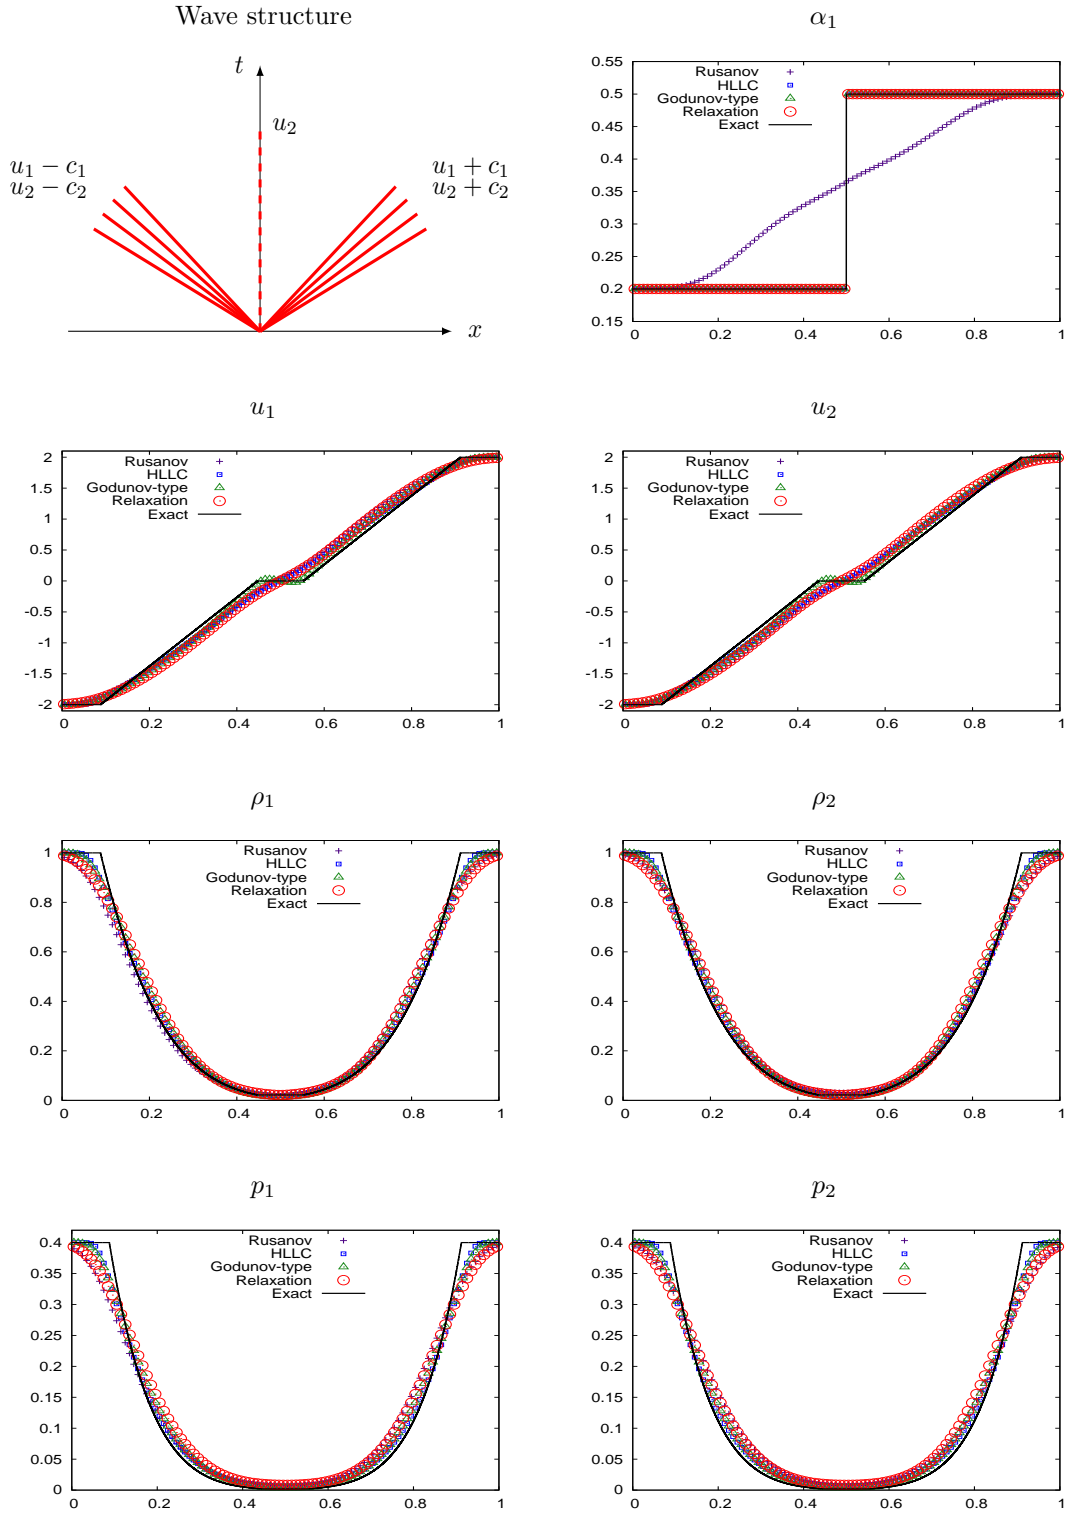 Wave structure
t
u₂
u₁ − c₁
u₂ − c₂
u₁ + c₁
u₂ + c₂
x
α₁
Rusanov
HLLC
Godunov-type
Relaxation
Exact
0.55
0.5
0.45
0.4
0.35
0.3
0.25
0.2
0.15
0 0.2 0.4 0.6 0.8 1
u₁
Rusanov
HLLC
Godunov-type
Relaxation
Exact
2
1.5
1
0.5
0
-0.5
-1
-1.5
-2
0 0.2 0.4 0.6 0.8 1
u₂
Rusanov
HLLC
Godunov-type
Relaxation
Exact
2
1.5
1
0.5
0
-0.5
-1
-1.5
-2
0 0.2 0.4 0.6 0.8 1
ρ₁
Rusanov
HLLC
Godunov-type
Relaxation
Exact
1
0.8
0.6
0.4
0.2
0
0 0.2 0.4 0.6 0.8 1
ρ₂
Rusanov
HLLC
Godunov-type
Relaxation
Exact
1
0.8
0.6
0.4
0.2
0
0 0.2 0.4 0.6 0.8 1
p₁
Rusanov
HLLC
Godunov-type
Relaxation
Exact
0.4
0.35
0.3
0.25
0.2
0.15
0.1
0.05
0
0 0.2 0.4 0.6 0.8 1
p₂
Rusanov
HLLC
Godunov-type
Relaxation
Exact
0.4
0.35
0.3
0.25
0.2
0.15
0.1
0.05
0
0 0.2 0.4 0.6 0.8 1